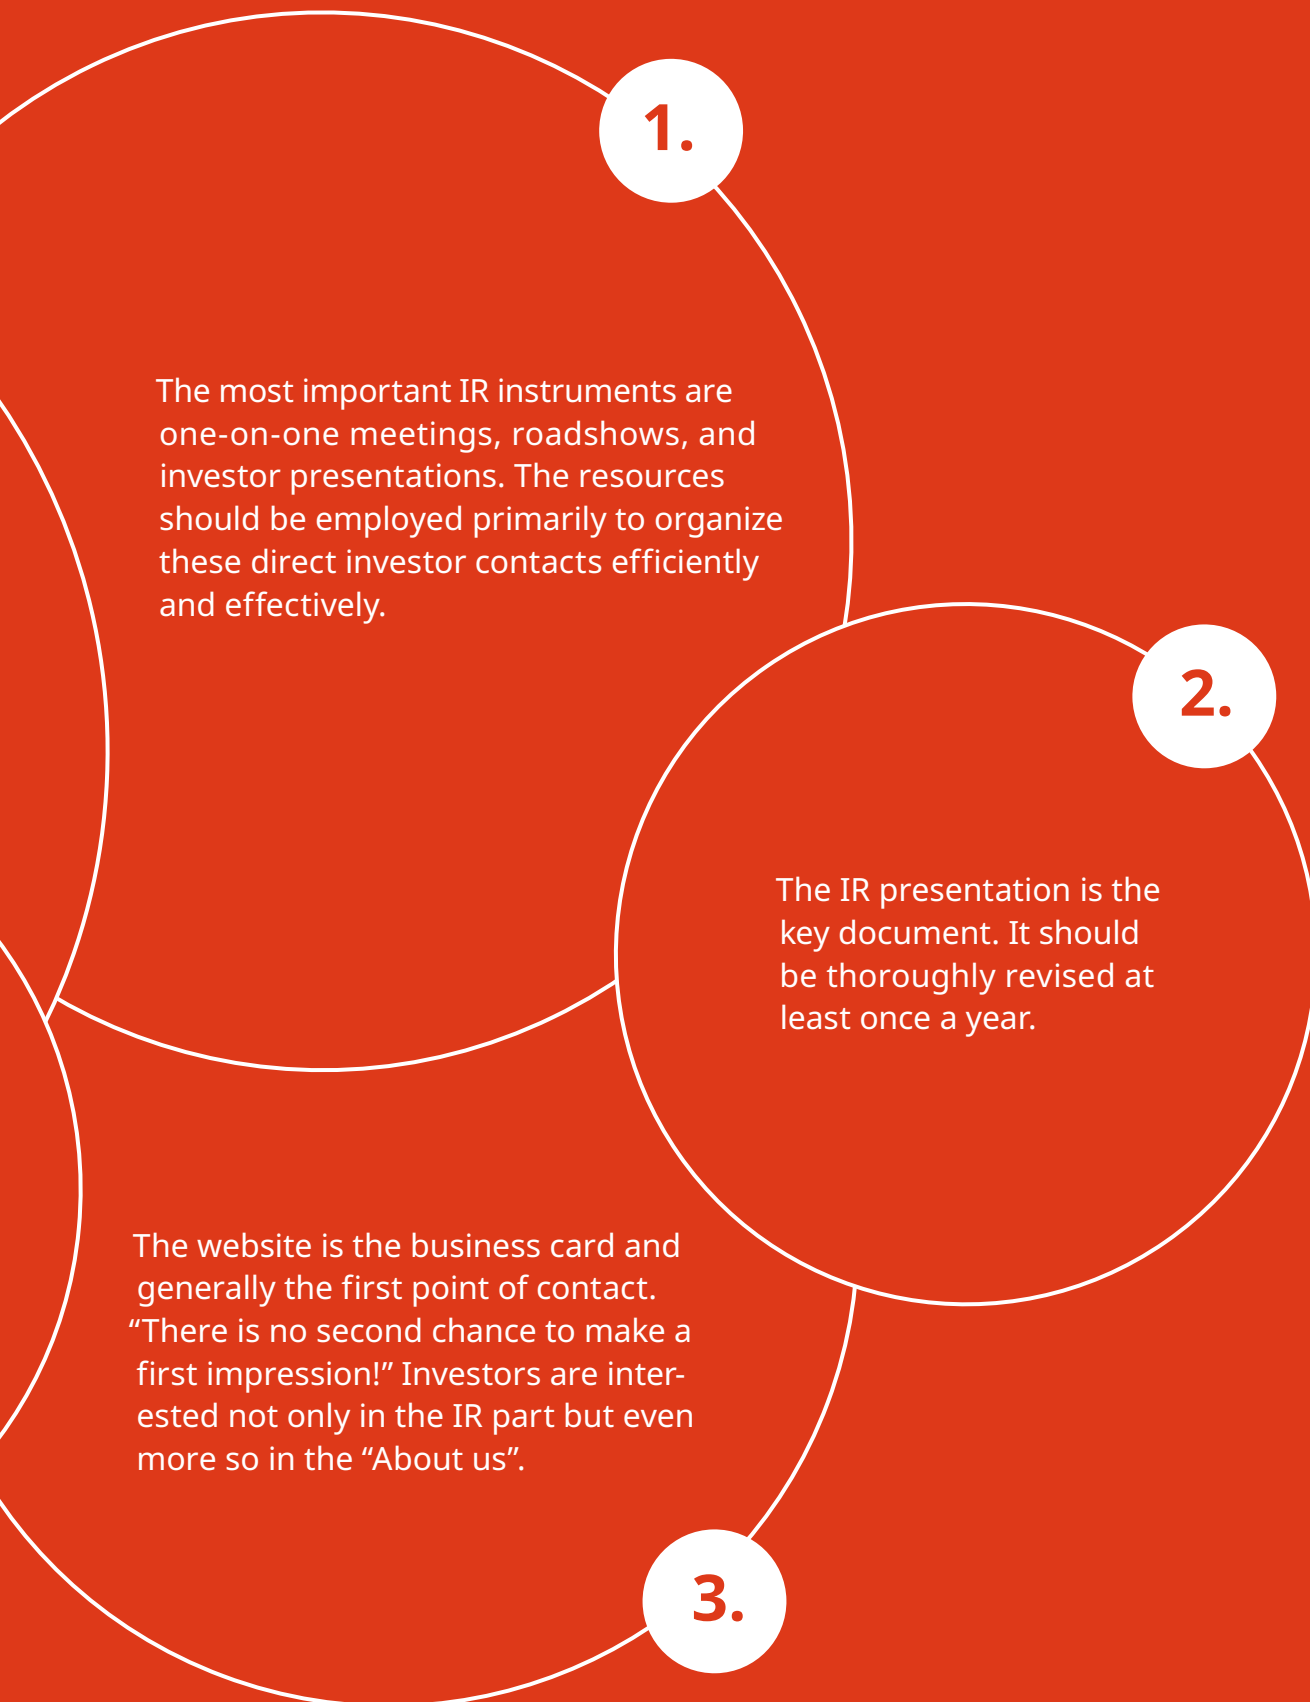 1.
The most important IR instruments are
one-on-one meetings, roadshows, and
investor presentations. The resources
should be employed primarily to organize
these direct investor contacts efficiently
and effectively.
2.
The IR presentation is the
key document. It should
be thoroughly revised at
least once a year.
The website is the business card and
generally the first point of contact.
“There is no second chance to make a
first impression!” Investors are inter-
ested not only in the IR part but even
more so in the “About us”.
3.